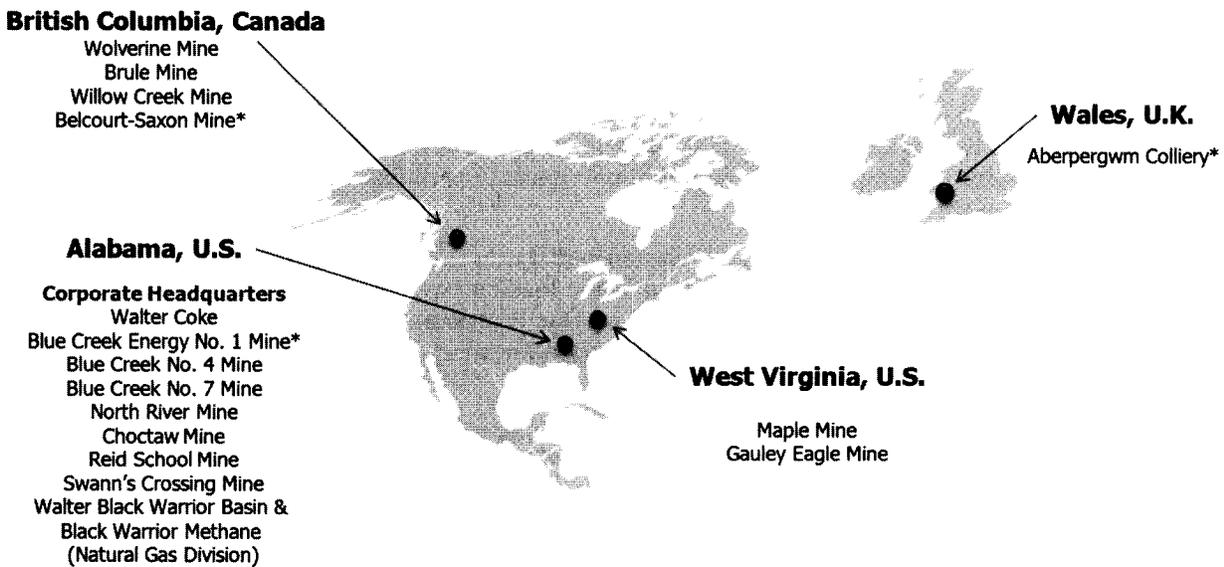 British Columbia, Canada
Wolverine Mine
Brule Mine
Willow Creek Mine
Belcourt-Saxon Mine*
Wales, U.K.
Aberpergwm Colliery*
Alabama, U.S.
Corporate Headquarters
Walter Coke
Blue Creek Energy No. 1 Mine*
Blue Creek No. 4 Mine
Blue Creek No. 7 Mine
North River Mine
Choctaw Mine
Reid School Mine
Swann's Crossing Mine
Walter Black Warrior Basin &
Black Warrior Methane
(Natural Gas Division)
West Virginia, U.S.
Maple Mine
Gauley Eagle Mine